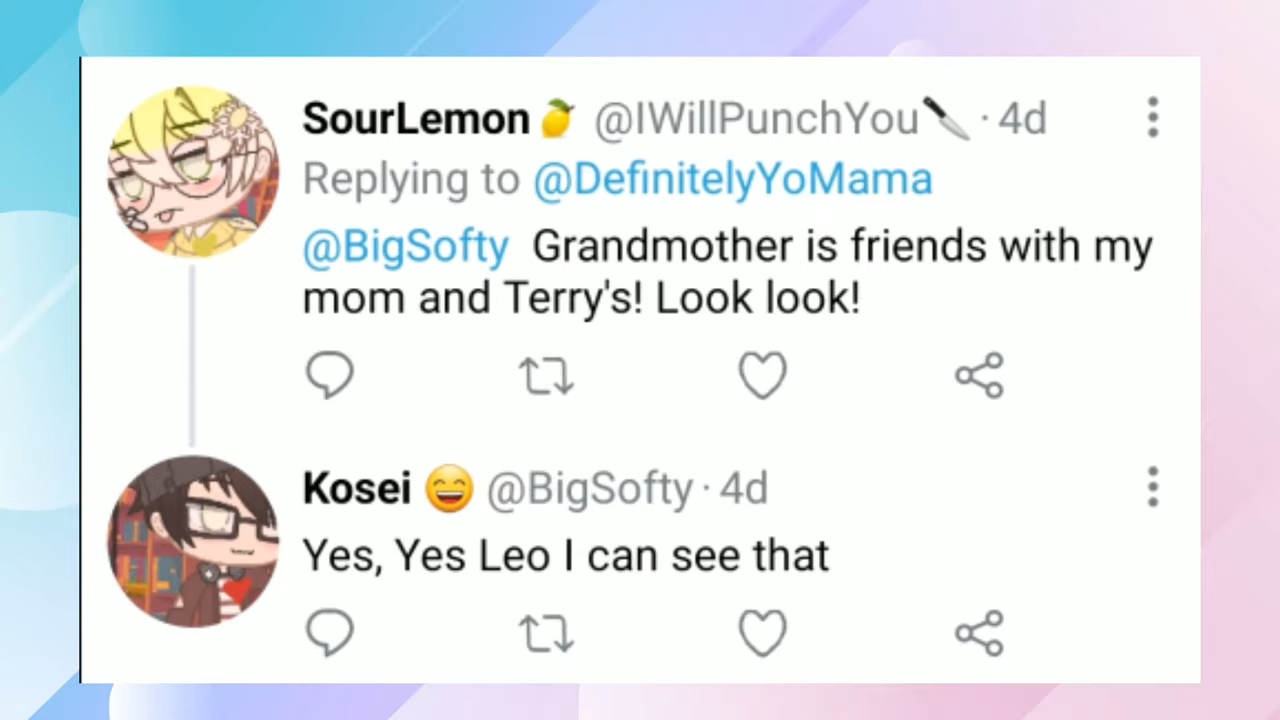 SourLemon🍋 @IWillPunchYou🔪 · 4d
Replying to @DefinitelyYoMama
@BigSofty Grandmother is friends with my
mom and Terry's! Look look!
Kosei 😄 @BigSofty · 4d
Yes, Yes Leo I can see that